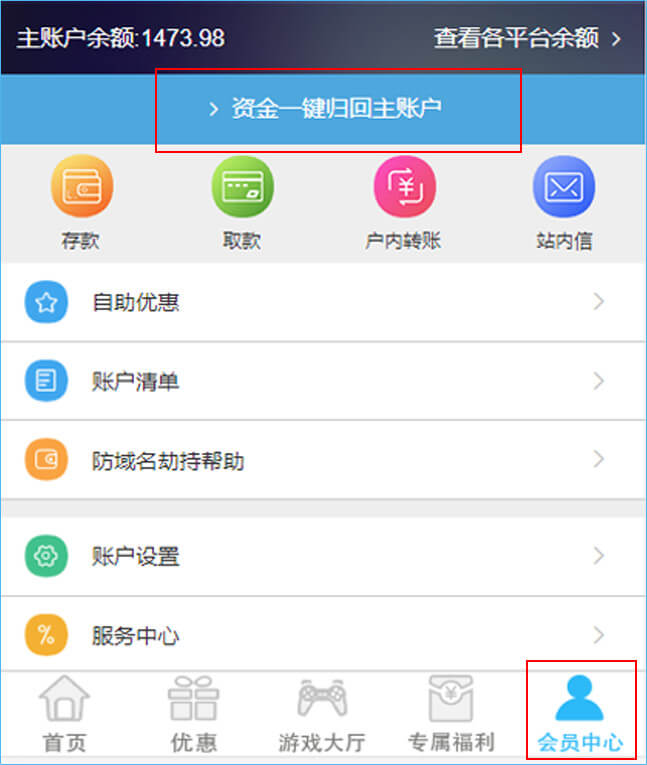 主账户余额:1473.98 查看各平台余额 >
> 资金一键归回主账户
存款 取款 户内转账 站内信
自助优惠
账户清单
防域名劫持帮助
账户设置
服务中心
首页 优惠 游戏大厅 专属福利 会员中心